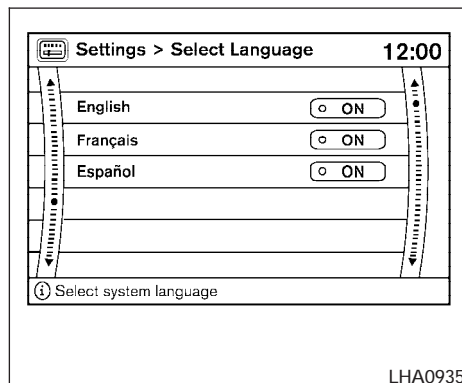 Settings > Select Language 12:00
English ON
Français ON
Español ON
i Select system language
LHA0935